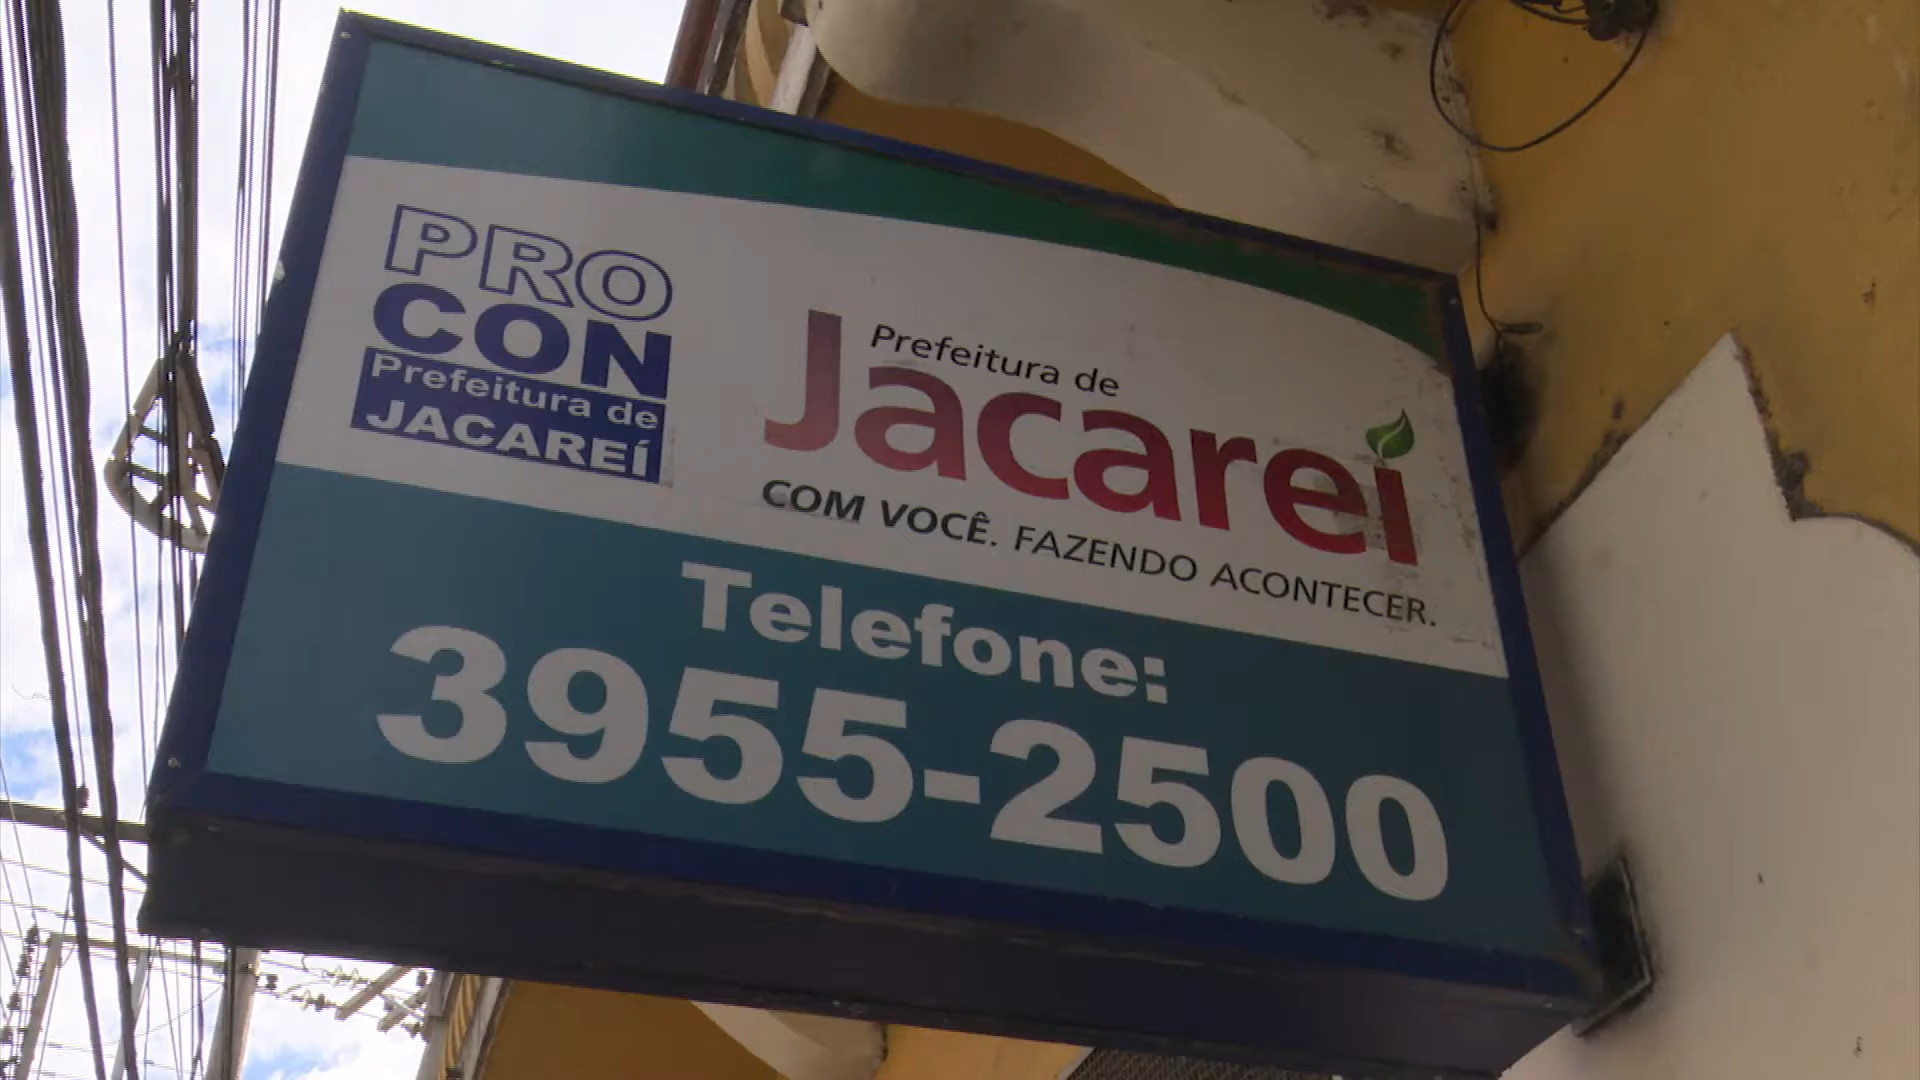 PRO
CON
Prefeitura de
JACAREÍ
Prefeitura de
Jacareí
COM VOCÊ. FAZENDO ACONTECER.
Telefone:
3955-2500